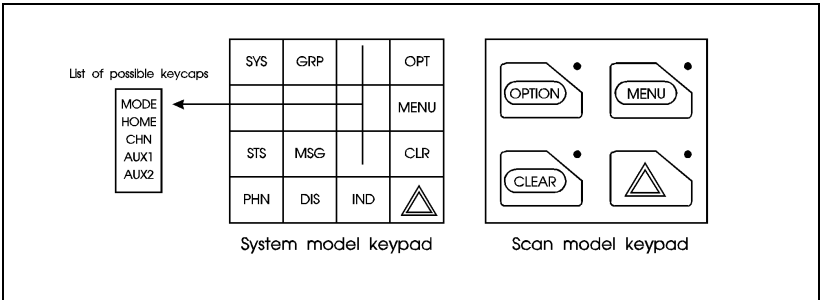 List of possible keycaps
MODE
HOME
CHN
AUX1
AUX2
SYS GRP OPT
MENU
STS MSG CLR
PHN DIS IND
System model keypad
OPTION MENU
CLEAR
Scan model keypad